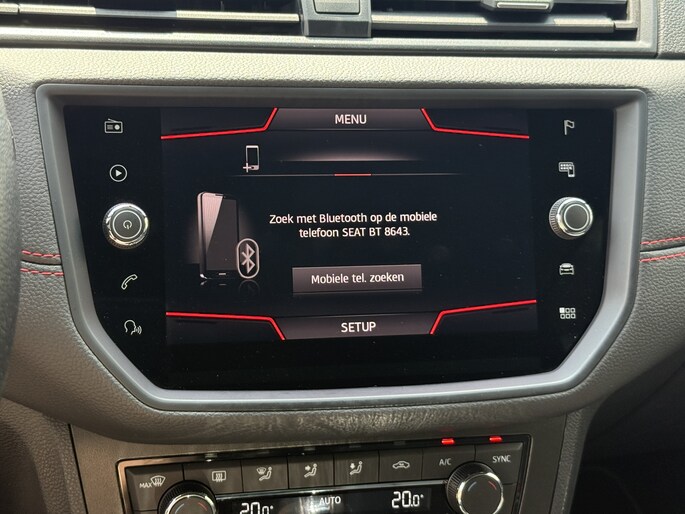 MENU
Zoek met Bluetooth op de mobiele
telefoon SEAT BT 8643.
Mobiele tel. zoeken
SETUP
A/C
SYNC
MAX
20.0
AUTO
20.0